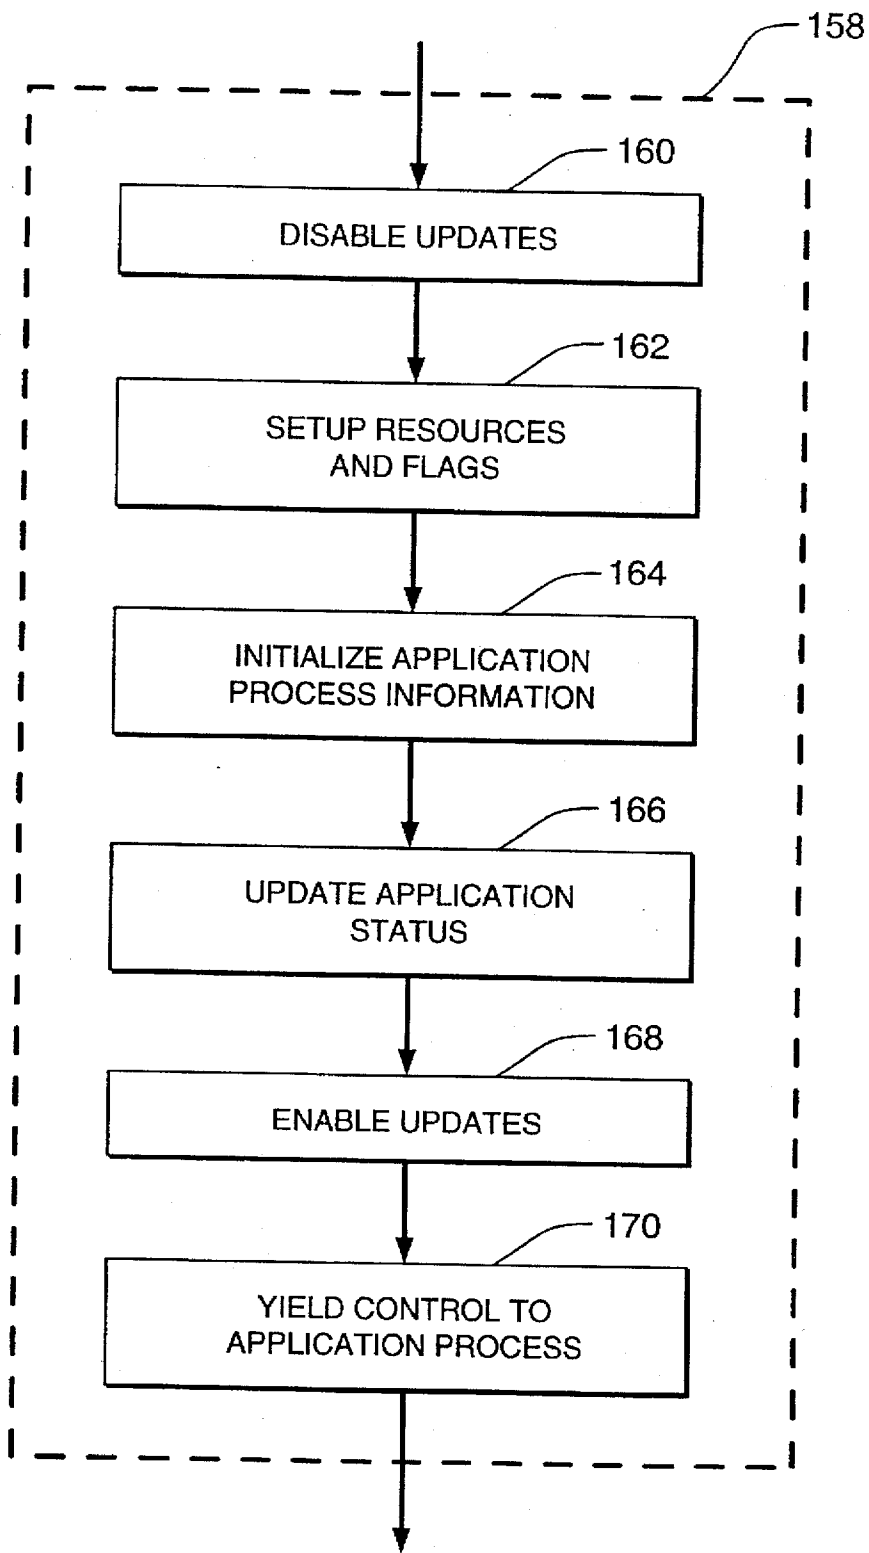 158
160
DISABLE UPDATES
162
SETUP RESOURCES
AND FLAGS
164
INITIALIZE APPLICATION
PROCESS INFORMATION
166
UPDATE APPLICATION
STATUS
168
ENABLE UPDATES
170
YIELD CONTROL TO
APPLICATION PROCESS